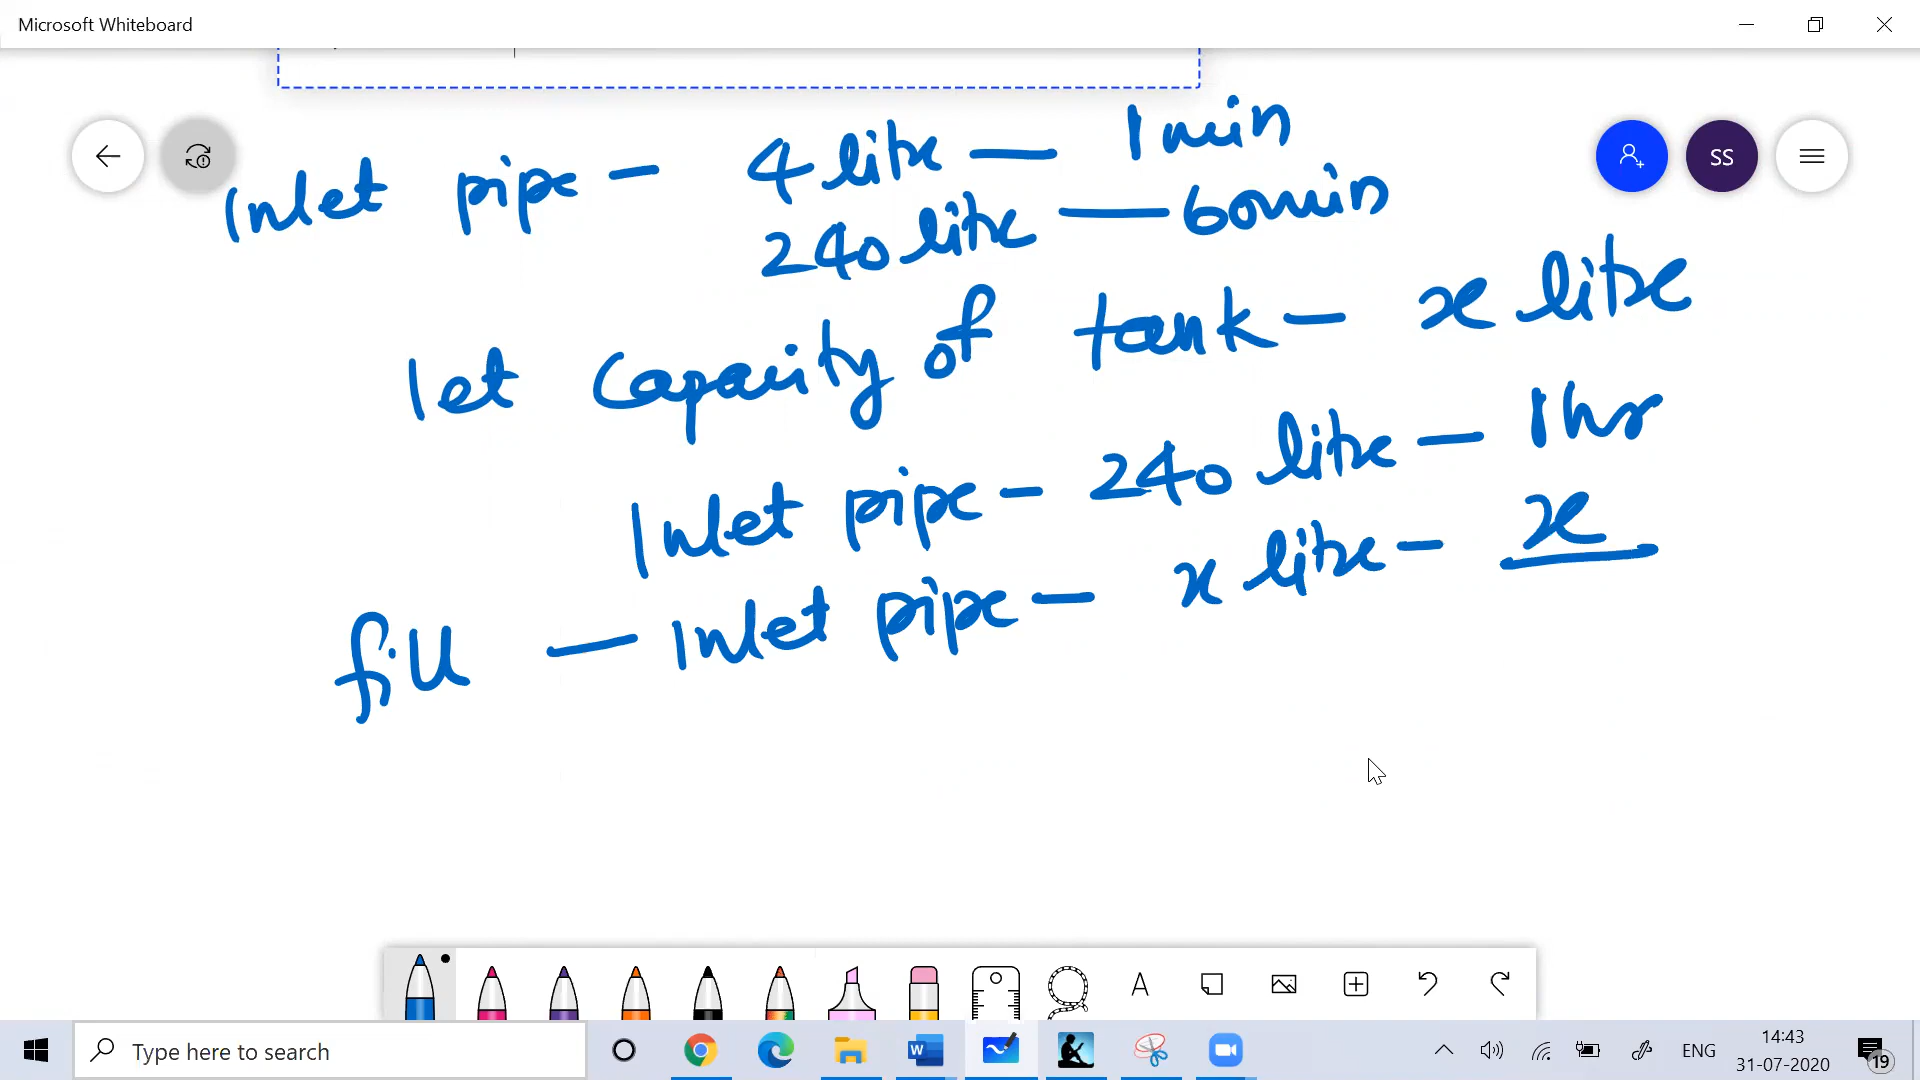 Microsoft Whiteboard
Inlet pipe — 4 litre — 1 min
240 litre — 60 min
SS
let Capacity of tank — x litre
Inlet pipe — 240 litre — 1 hr
fill — Inlet pipe — x litre — x
A
Type here to search
ENG
14:43
31-07-2020
19